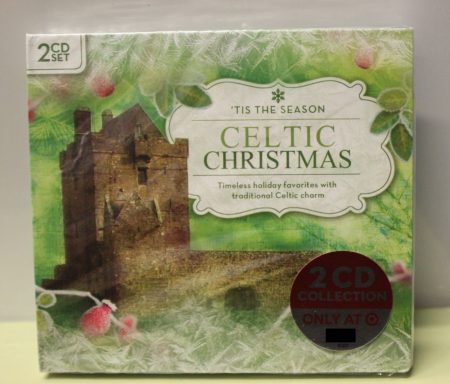 2CD
SET
'TIS THE SEASON
CELTIC
CHRISTMAS
Timeless holiday favorites with
traditional Celtic charm
2 CD
COLLECTION
ONLY AT